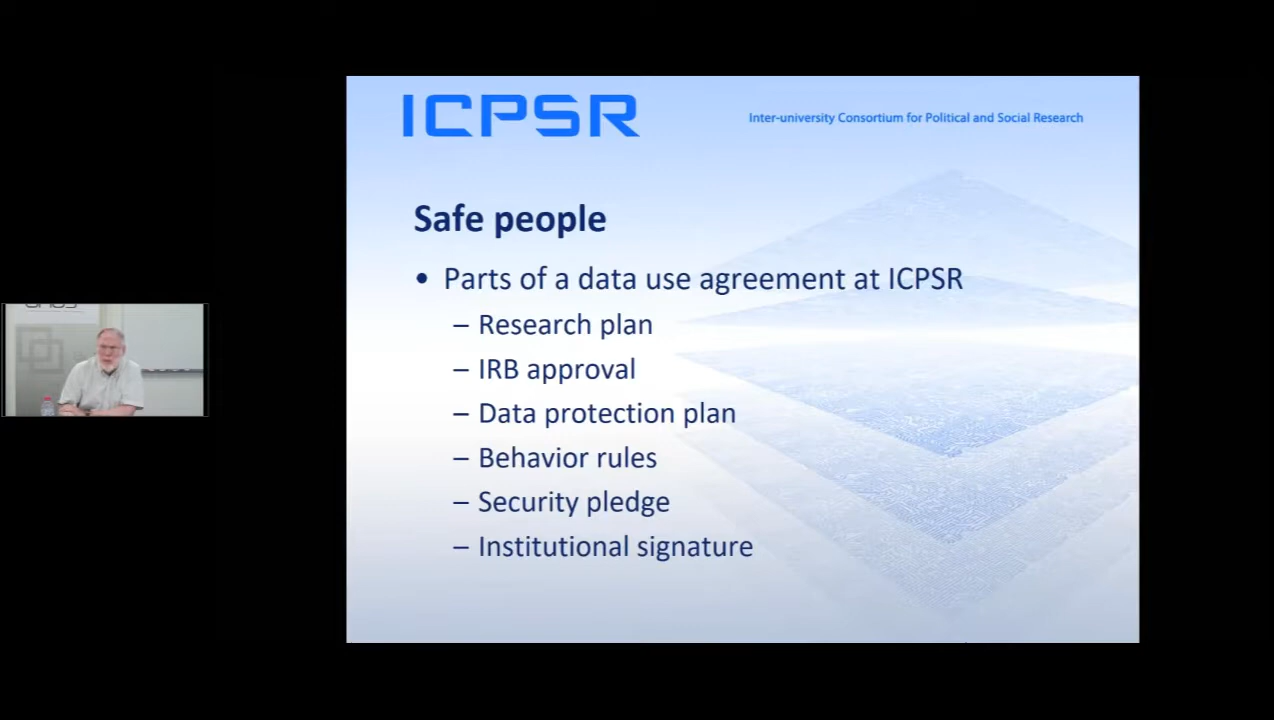 ICPSR
Inter-university Consortium for Political and Social Research
Safe people
• Parts of a data use agreement at ICPSR
– Research plan
– IRB approval
– Data protection plan
– Behavior rules
– Security pledge
– Institutional signature